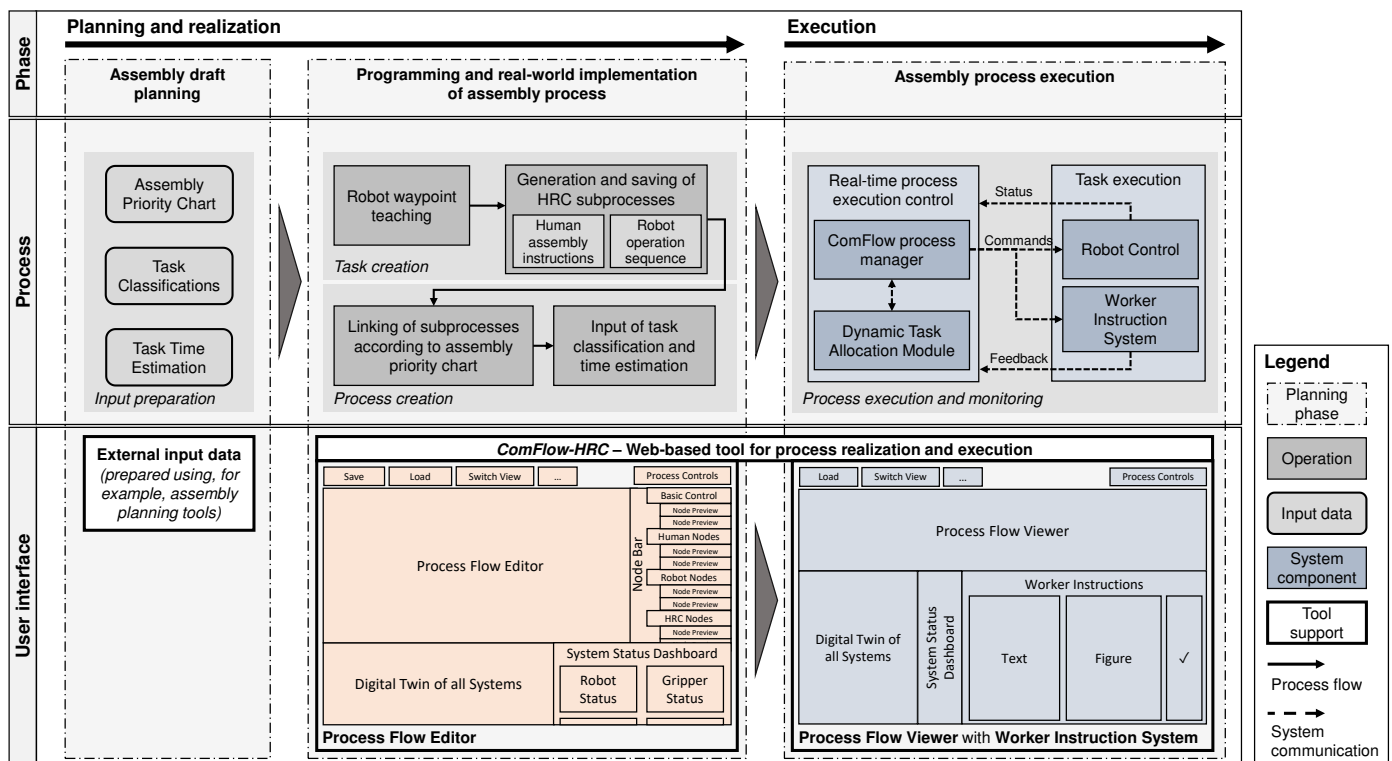 Phase
Planning and realization
Execution
Assembly draft
planning
Programming and real-world implementation
of assembly process
Assembly process execution
Process
Assembly
Priority Chart
Task
Classifications
Task Time
Estimation
Input preparation
Robot waypoint
teaching
Generation and saving of
HRC subprocesses
Human
assembly
instructions
Robot
operation
sequence
Task creation
Linking of subprocesses
according to assembly
priority chart
Input of task
classification and
time estimation
Process creation
Real-time process
execution control
ComFlow process
manager
Dynamic Task
Allocation Module
Status
Commands
Feedback
Task execution
Robot Control
Worker
Instruction
System
Process execution and monitoring
User interface
External input data
(prepared using, for
example, assembly
planning tools)
ComFlow-HRC – Web-based tool for process realization and execution
Save
Load
Switch View
...
Process Controls
Process Flow Editor
Node Bar
Basic Control
Node Preview
Node Preview
Human Nodes
Node Preview
Node Preview
Robot Nodes
Node Preview
Node Preview
HRC Nodes
Node Preview
Digital Twin of all Systems
System Status Dashboard
Robot
Status
Gripper
Status
Process Flow Editor
Load
Switch View
...
Process Controls
Process Flow Viewer
Digital Twin of
all Systems
System Status
Dashboard
Worker Instructions
Text
Figure
✓
Process Flow Viewer with Worker Instruction System
Legend
Planning
phase
Operation
Input data
System
component
Tool
support
Process flow
System
communication